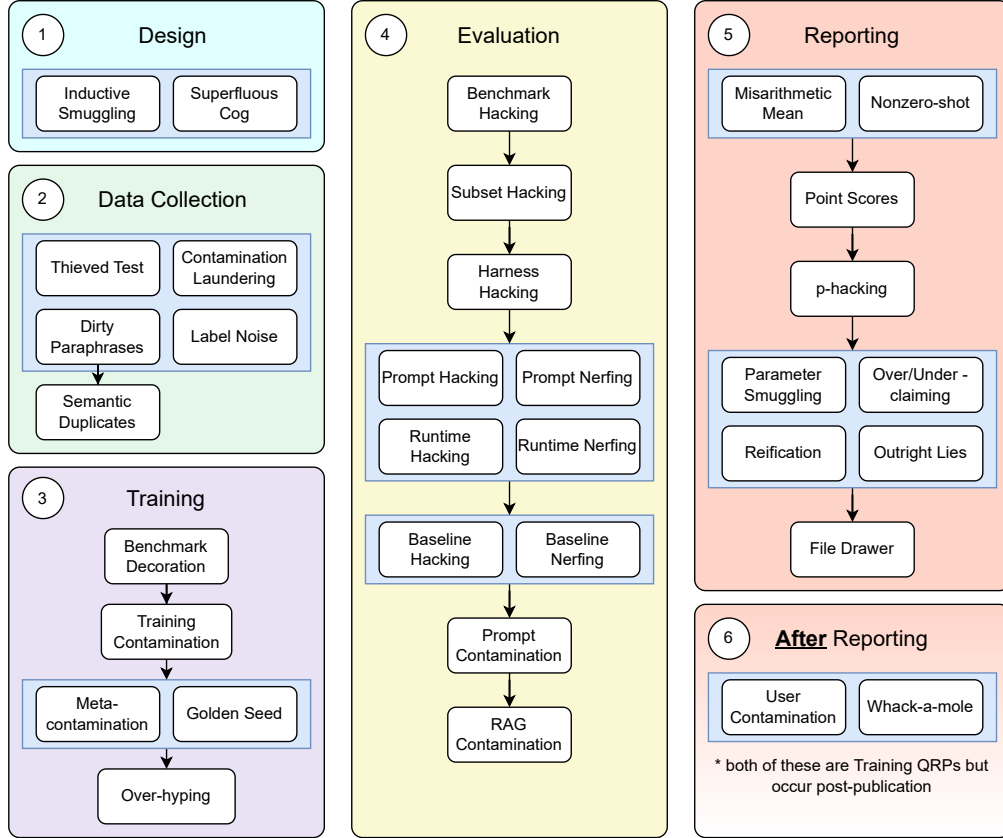 1
Design
Inductive
Smuggling
Superfluous
Cog
2
Data Collection
Thieved Test
Contamination
Laundering
Dirty
Paraphrases
Label Noise
Semantic
Duplicates
3
Training
Benchmark
Decoration
Training
Contamination
Meta-
contamination
Golden Seed
Over-hyping
4
Evaluation
Benchmark
Hacking
Subset Hacking
Harness
Hacking
Prompt Hacking
Prompt Nerfing
Runtime
Hacking
Runtime Nerfing
Baseline
Hacking
Baseline
Nerfing
Prompt
Contamination
RAG
Contamination
5
Reporting
Misarithmetic
Mean
Nonzero-shot
Point Scores
p-hacking
Parameter
Smuggling
Over/Under -
claiming
Reification
Outright Lies
File Drawer
6
After Reporting
User
Contamination
Whack-a-mole
* both of these are Training QRPs but
occur post-publication